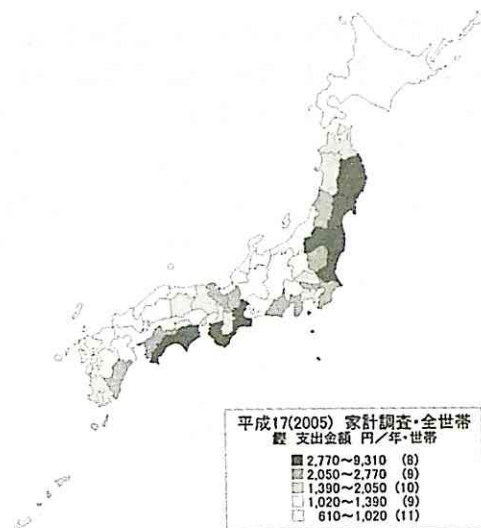 平成17(2005) 家計調査・全世帯
鰹 支出金額 円／年・世帯
2,770～9,310 (8)
2,050～2,770 (9)
1,390～2,050 (10)
1,020～1,390 (9)
610～1,020 (11)